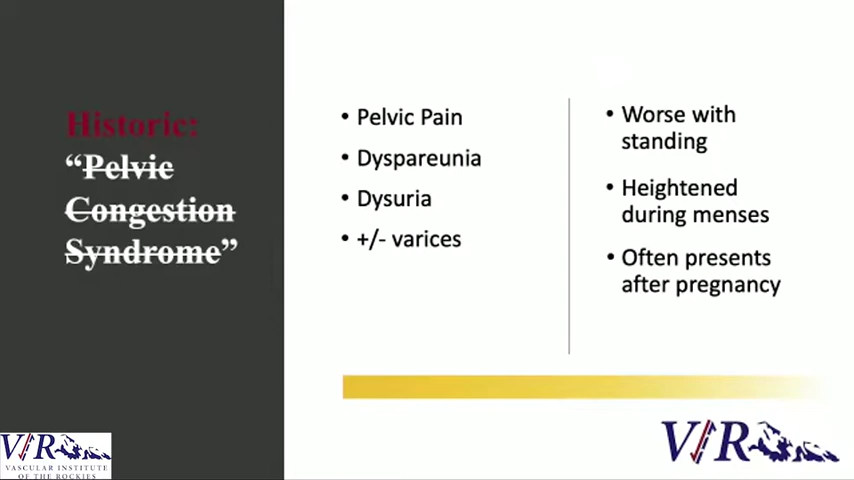 Historic:
“Pelvic
Congestion
Syndrome”
• Pelvic Pain
• Dyspareunia
• Dysuria
• +/- varices
• Worse with
standing
• Heightened
during menses
• Often presents
after pregnancy
VIR
VIR
VASCULAR INSTITUTE
OF THE ROCKIES